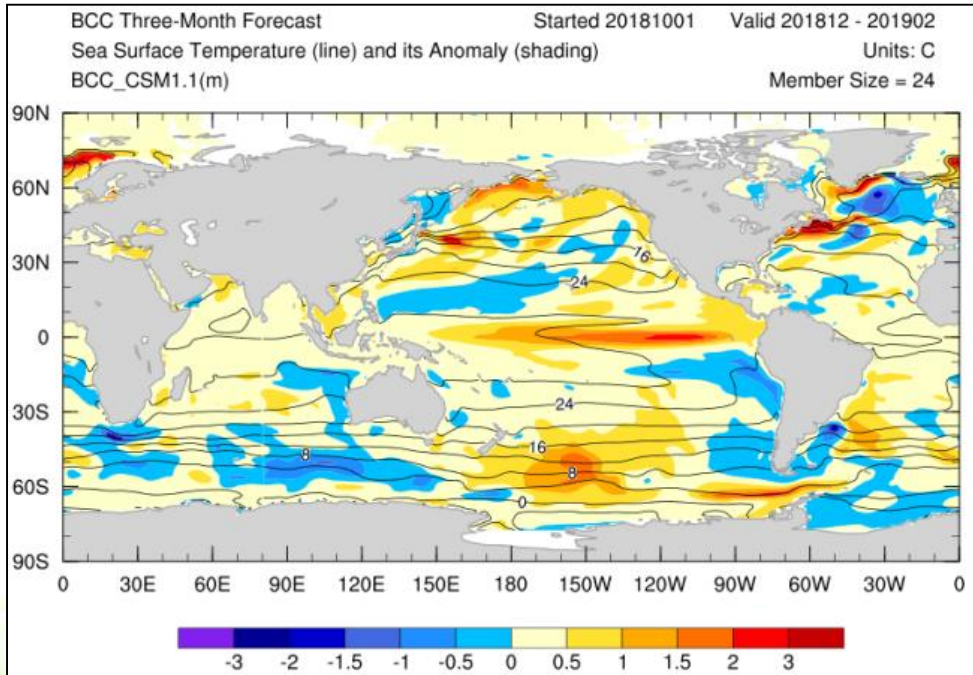 BCC Three-Month Forecast Started 20181001 Valid 201812 - 201902
Sea Surface Temperature (line) and its Anomaly (shading) Units: C
BCC_CSM1.1(m) Member Size = 24
90N
60N
30N
0
30S
60S
90S
16
24
24
16
8
8
0
0 30E 60E 90E 120E 150E 180 150W 120W 90W 60W 30W 0
-3 -2 -1.5 -1 -0.5 0 0.5 1 1.5 2 3